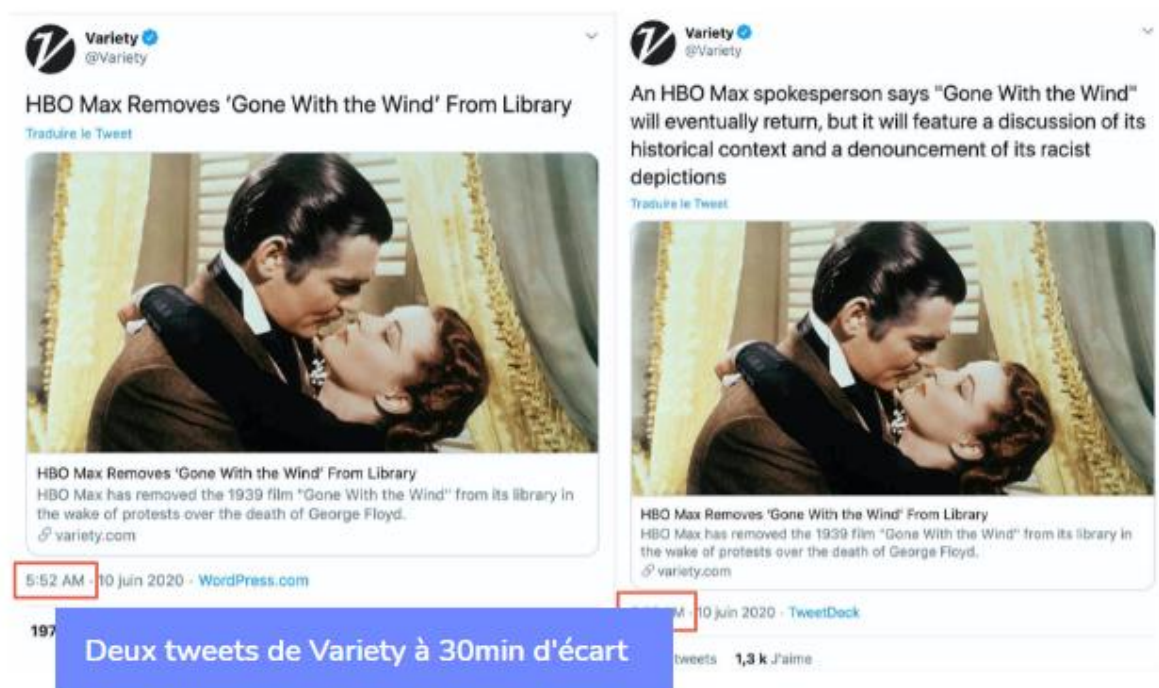 Variety
@Variety
HBO Max Removes ‘Gone With the Wind’ From Library
Traduire le Tweet
HBO Max Removes ‘Gone With the Wind’ From Library
HBO Max has removed the 1939 film "Gone With the Wind" from its library in
the wake of protests over the death of George Floyd.
variety.com
5:52 AM · 10 juin 2020 · WordPress.com
197
Variety
@Variety
An HBO Max spokesperson says "Gone With the Wind"
will eventually return, but it will feature a discussion of its
historical context and a denouncement of its racist
depictions
Traduire le Tweet
HBO Max Removes ‘Gone With the Wind’ From Library
HBO Max has removed the 1939 film "Gone With the Wind" from its library in
the wake of protests over the death of George Floyd.
variety.com
M · 10 juin 2020 · TweetDeck
tweets 1,3 k J'aime
Deux tweets de Variety à 30min d'écart